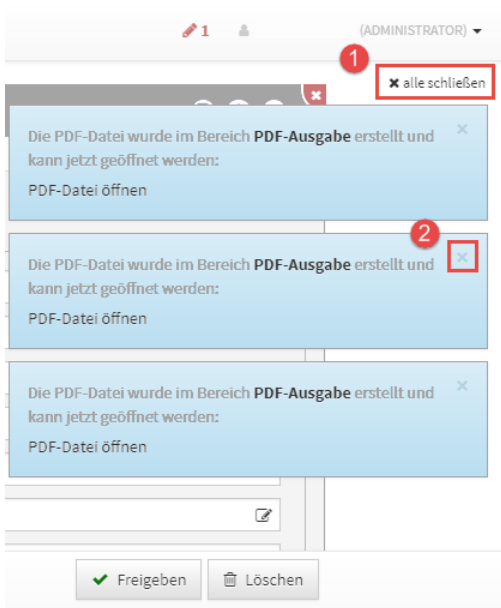 1 (ADMINISTRATOR)
1
alle schließen
Die PDF-Datei wurde im Bereich PDF-Ausgabe erstellt und
kann jetzt geöffnet werden:
PDF-Datei öffnen
2
Die PDF-Datei wurde im Bereich PDF-Ausgabe erstellt und
kann jetzt geöffnet werden:
PDF-Datei öffnen
Die PDF-Datei wurde im Bereich PDF-Ausgabe erstellt und
kann jetzt geöffnet werden:
PDF-Datei öffnen
Freigeben Löschen